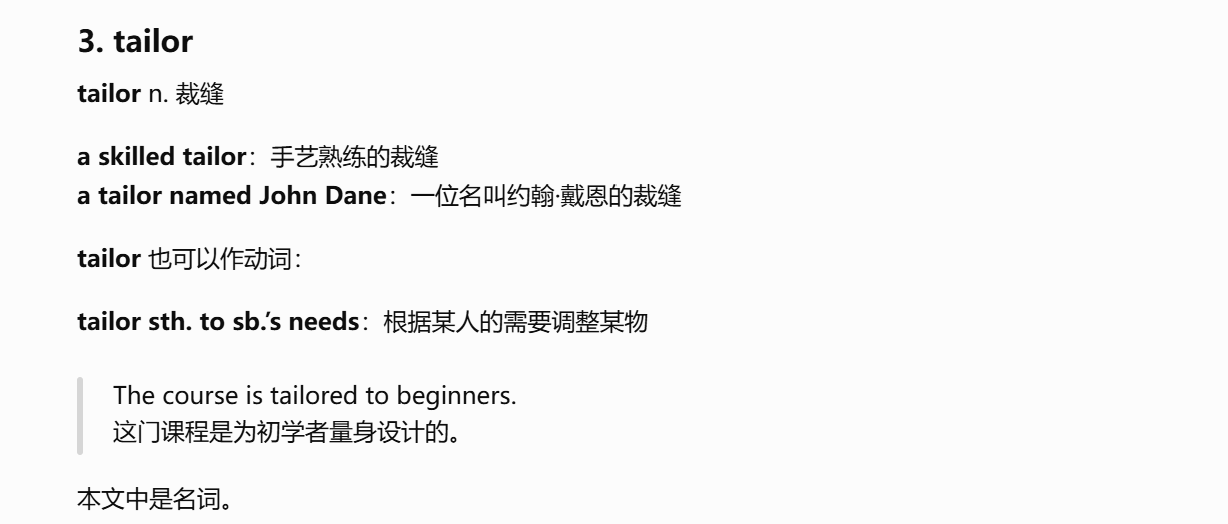 3. tailor
tailor n. 裁缝
a skilled tailor：手艺熟练的裁缝
a tailor named John Dane：一位名叫约翰·戴恩的裁缝
tailor 也可以作动词：
tailor sth. to sb.’s needs：根据某人的需要调整某物
The course is tailored to beginners.
这门课程是为初学者量身设计的。
本文中是名词。